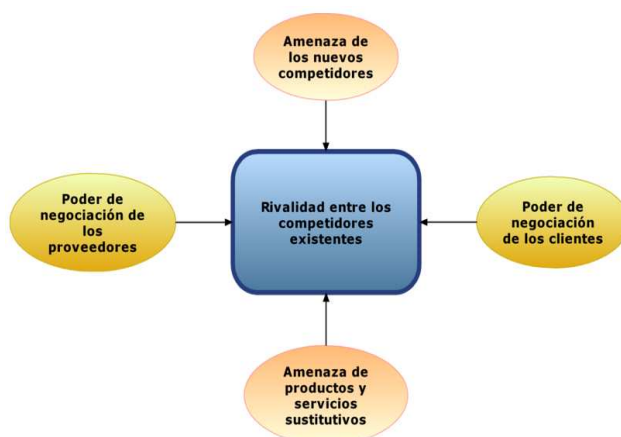 Amenaza de
los nuevos
competidores
Poder de
negociación de
los
proveedores
Rivalidad entre los
competidores
existentes
Poder de
negociación
de los clientes
Amenaza de
productos y
servicios
sustitutivos